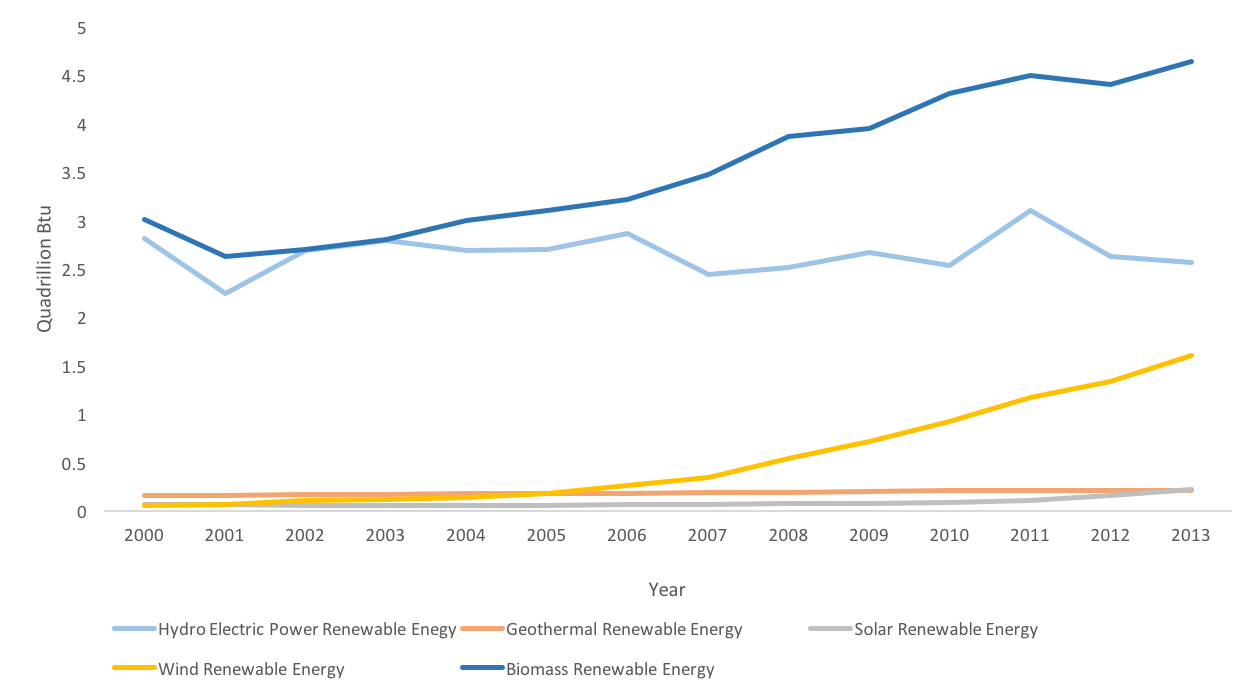 5
4.5
4
3.5
3
2.5
2
1.5
1
0.5
0
Quadrillion Btu
2000 2001 2002 2003 2004 2005 2006 2007 2008 2009 2010 2011 2012 2013
Year
Hydro Electric Power Renewable Enegy Geothermal Renewable Energy Solar Renewable Energy
Wind Renewable Energy Biomass Renewable Energy